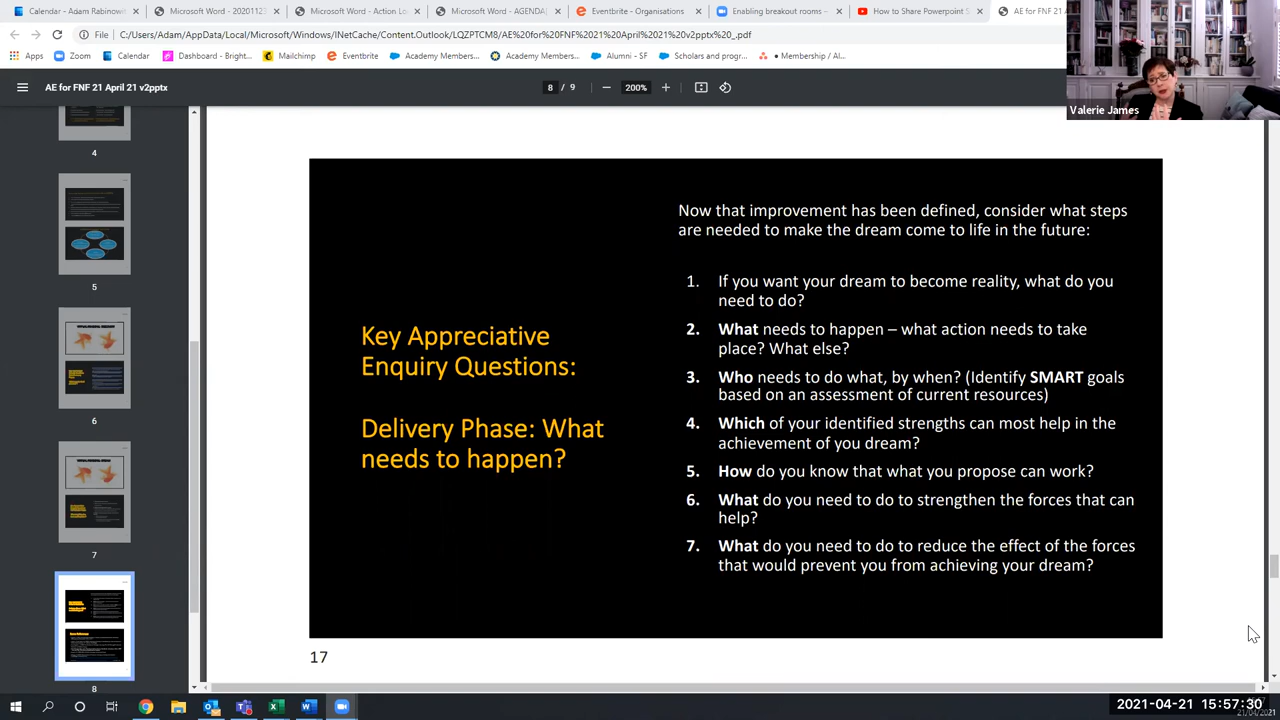 Calendar - Adam Rabinowit
Microsoft Word - 2020112
Microsoft Word - Action Lo
Microsoft Word - AGENDA
Eventbrite - Organisations
Enabling breakout rooms –
How to Share Powerpoint S
AE for FNF 21
File
C:/Users/Adam/AppData/Local/Microsoft/Windows/INetCache/Content.Outlook/
Apps
Zoom
Calendar
Dashboard - Bright...
Mailchimp
Eventbrite
Academy Members...
Academy Members...
Alumni - SF
Scholars and progr...
Membership / Al...
AE for FNF 21 April 21 v2pptx
8 / 9
200%
Valerie James
4
5
6
7
8
Key Appreciative
Enquiry Questions:
Delivery Phase: What
needs to happen?
Now that improvement has been defined, consider what steps
are needed to make the dream come to life in the future:
1. If you want your dream to become reality, what do you
need to do?
2. What needs to happen – what action needs to take
place? What else?
3. Who needs to do what, by when? (Identify SMART goals
based on an assessment of current resources)
4. Which of your identified strengths can most help in the
achievement of you dream?
5. How do you know that what you propose can work?
6. What do you need to do to strengthen the forces that can
help?
7. What do you need to do to reduce the effect of the forces
that would prevent you from achieving your dream?
17
2021-04-21 15:57:30
21/04/2021